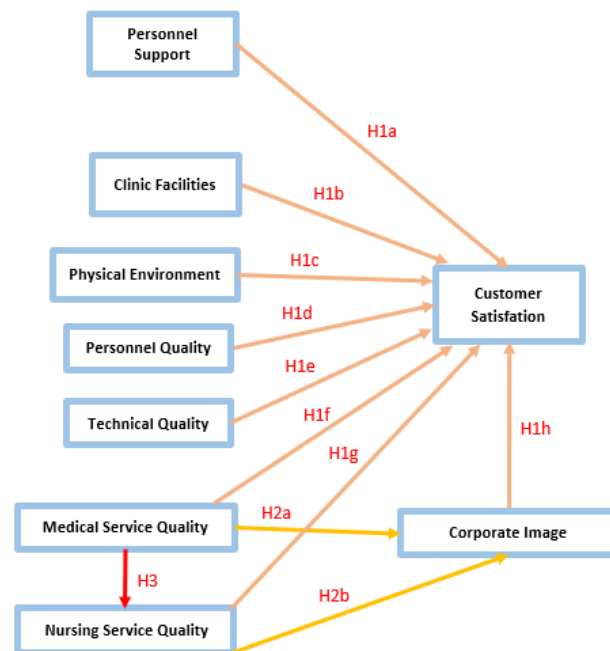 Personnel
Support
H1a
Clinic Facilities
H1b
Physical Environment
H1c
Customer
Satisfation
Personnel Quality
H1d
Technical Quality
H1e
H1f
H1g
H1h
Medical Service Quality
H2a
Corporate Image
H3
H2b
Nursing Service Quality